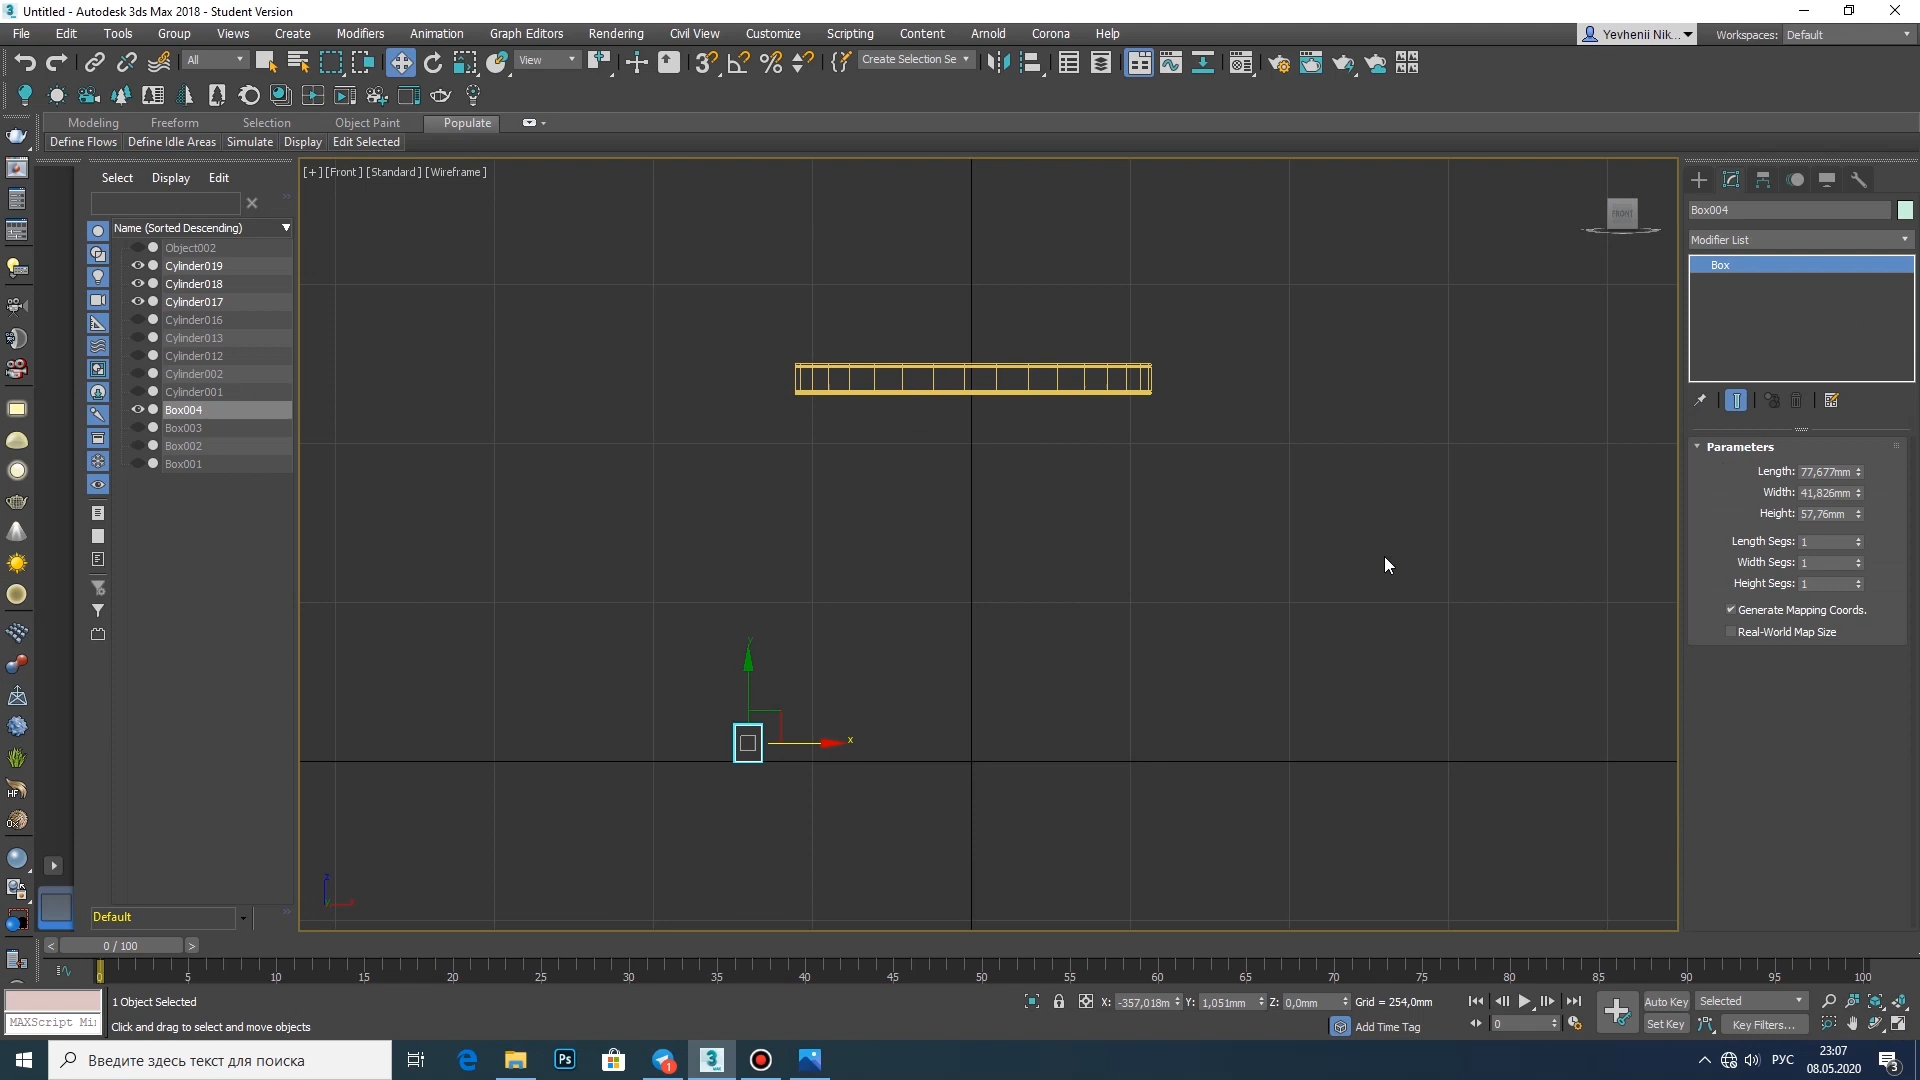 Untitled - Autodesk 3ds Max 2018 - Student Version
File Edit Tools Group Views Create Modifiers Animation Graph Editors Rendering Civil View Customize Scripting Content Arnold Corona Help
Yevhenii Nik... Workspaces: Default
All View Create Selection Se
Modeling Freeform Selection Object Paint Populate
Define Flows Define Idle Areas Simulate Display Edit Selected
Select Display Edit
[+] [Front] [Standard] [Wireframe]
FRONT
Name (Sorted Descending)
Object002
Cylinder019
Cylinder018
Cylinder017
Cylinder016
Cylinder013
Cylinder012
Cylinder002
Cylinder001
Box004
Box003
Box002
Box001
Default
y
x
z
Box004
Modifier List
Box
Parameters
Length: 77,677mm
Width: 41,826mm
Height: 57,76mm
Length Segs: 1
Width Segs: 1
Height Segs: 1
Generate Mapping Coords.
Real-World Map Size
0 / 100
0 5 10 15 20 25 30 35 40 45 50 55 60 65 70 75 80 85 90 95 100
1 Object Selected
X: -357,018m Y: 1,051mm Z: 0,0mm Grid = 254,0mm
Auto Key Selected
MAXScript Mi
Click and drag to select and move objects
Add Time Tag
0
Set Key Key Filters...
Введите здесь текст для поиска
Ps
1
3
РУС
23:07
08.05.2020
3